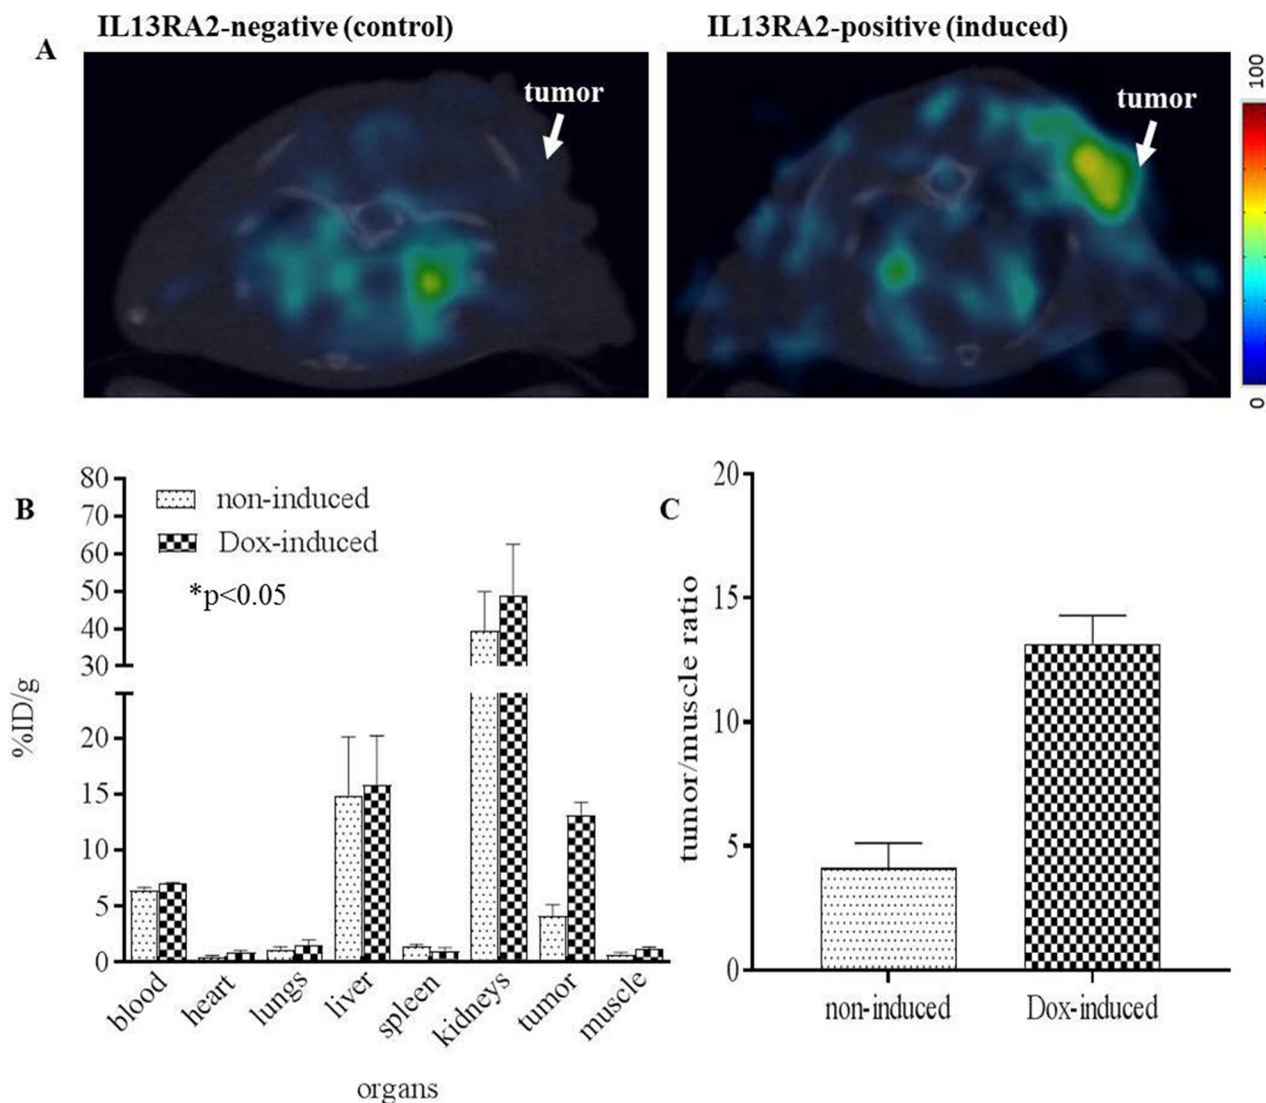 IL13RA2-negative (control)
IL13RA2-positive (induced)
A
tumor
tumor
100
0
B
80
70
60
50
40
30
20
15
10
5
0
non-induced
Dox-induced
*p<0.05
%ID/g
blood
heart
lungs
liver
spleen
kidneys
tumor
muscle
organs
C
20
15
10
5
0
tumor/muscle ratio
non-induced
Dox-induced